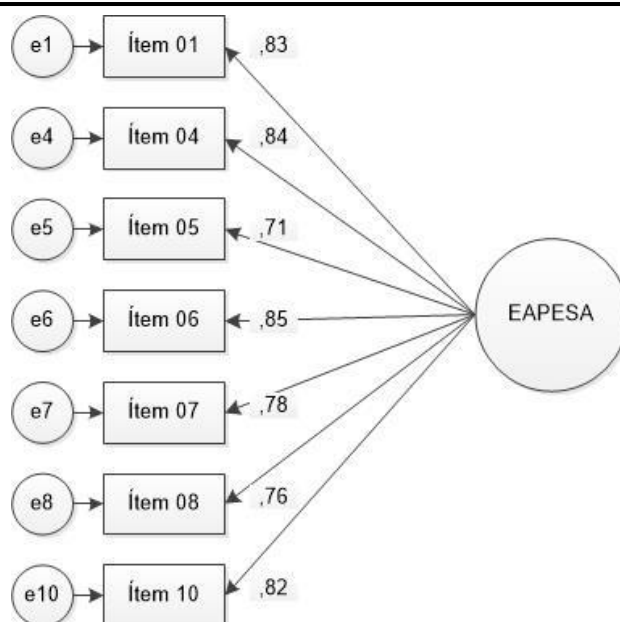 e1 Ítem 01 ,83
e4 Ítem 04 ,84
e5 Ítem 05 ,71
e6 Ítem 06 ,85 EAPESA
e7 Ítem 07 ,78
e8 Ítem 08 ,76
e10 Ítem 10 ,82